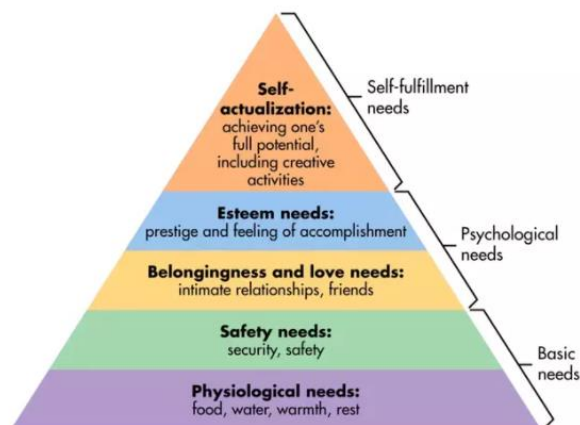 Self-
actualization:
achieving one's
full potential,
including creative
activities
Self-fulfillment
needs
Esteem needs:
prestige and feeling of accomplishment
Psychological
needs
Belongingness and love needs:
intimate relationships, friends
Safety needs:
security, safety
Basic
needs
Physiological needs:
food, water, warmth, rest